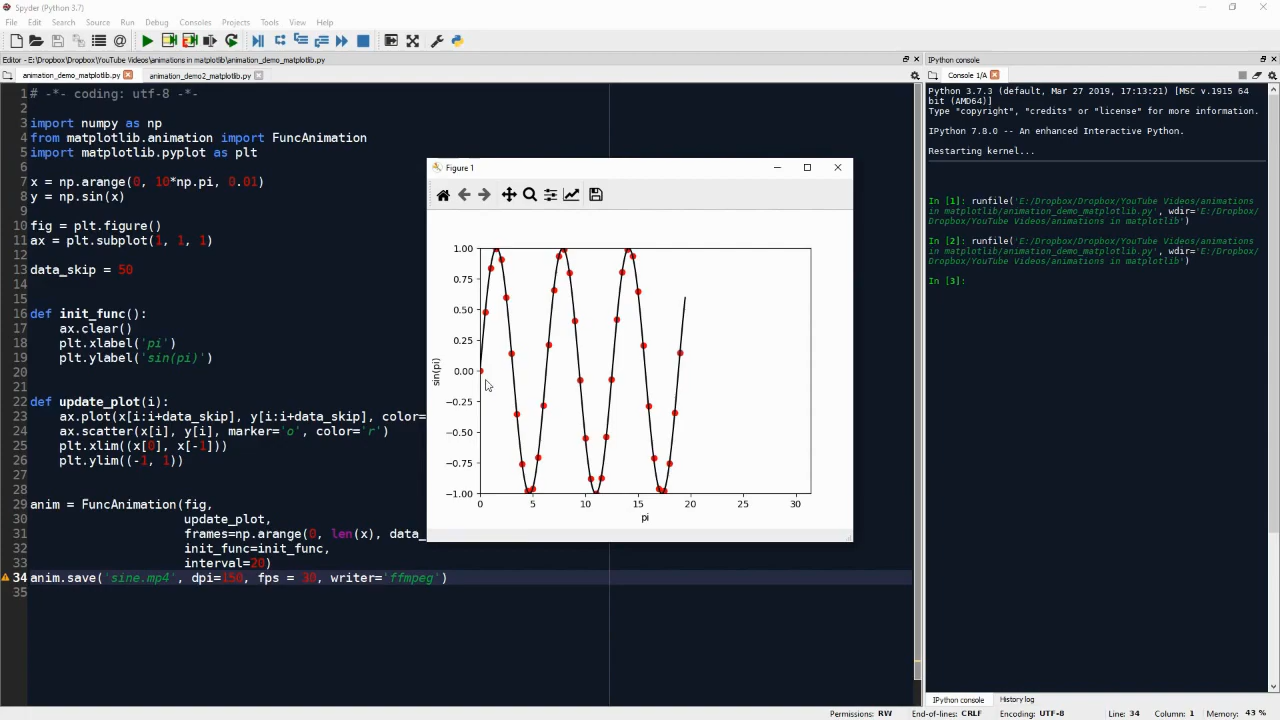 Spyder (Python 3.7)
File Edit Search Source Run Debug Consoles Projects Tools View Help
Editor - E:\Dropbox\Dropbox\YouTube Videos\animations in matplotlib\animation_demo_matplotlib.py
animation_demo_matplotlib.py animation_demo2_matplotlib.py
1 # -*- coding: utf-8 -*-
2
3 import numpy as np
4 from matplotlib.animation import FuncAnimation
5 import matplotlib.pyplot as plt
6
7 x = np.arange(0, 10*np.pi, 0.01)
8 y = np.sin(x)
9
10 fig = plt.figure()
11 ax = plt.subplot(1, 1, 1)
12
13 data_skip = 50
14
15
16 def init_func():
17 ax.clear()
18 plt.xlabel('pi')
19 plt.ylabel('sin(pi)')
20
21
22 def update_plot(i):
23 ax.plot(x[i:i+data_skip], y[i:i+data_skip], color=
24 ax.scatter(x[i], y[i], marker='o', color='r')
25 plt.xlim((x[0], x[-1]))
26 plt.ylim((-1, 1))
27
28
29 anim = FuncAnimation(fig,
30 update_plot,
31 frames=np.arange(0, len(x), data_
32 init_func=init_func,
33 interval=20)
34 anim.save('sine.mp4', dpi=150, fps = 30, writer='ffmpeg')
35
Figure 1
1.00
0.75
0.50
0.25
0.00
−0.25
−0.50
−0.75
−1.00
sin(pi)
0 5 10 15 20 25 30
pi
IPython console
Console 1/A
Python 3.7.3 (default, Mar 27 2019, 17:13:21) [MSC v.1915 64
bit (AMD64)]
Type "copyright", "credits" or "license" for more information.
IPython 7.8.0 -- An enhanced Interactive Python.
Restarting kernel...
In [1]: runfile('E:/Dropbox/Dropbox/YouTube Videos/animations
in matplotlib/animation_demo_matplotlib.py', wdir='E:/Dropbox/
Dropbox/YouTube Videos/animations in matplotlib')
In [2]: runfile('E:/Dropbox/Dropbox/YouTube Videos/animations
in matplotlib/animation_demo_matplotlib.py', wdir='E:/Dropbox/
Dropbox/YouTube Videos/animations in matplotlib')
In [3]:
IPython console History log
Permissions: RW End-of-lines: CRLF Encoding: UTF-8 Line: 34 Column: 1 Memory: 43 %